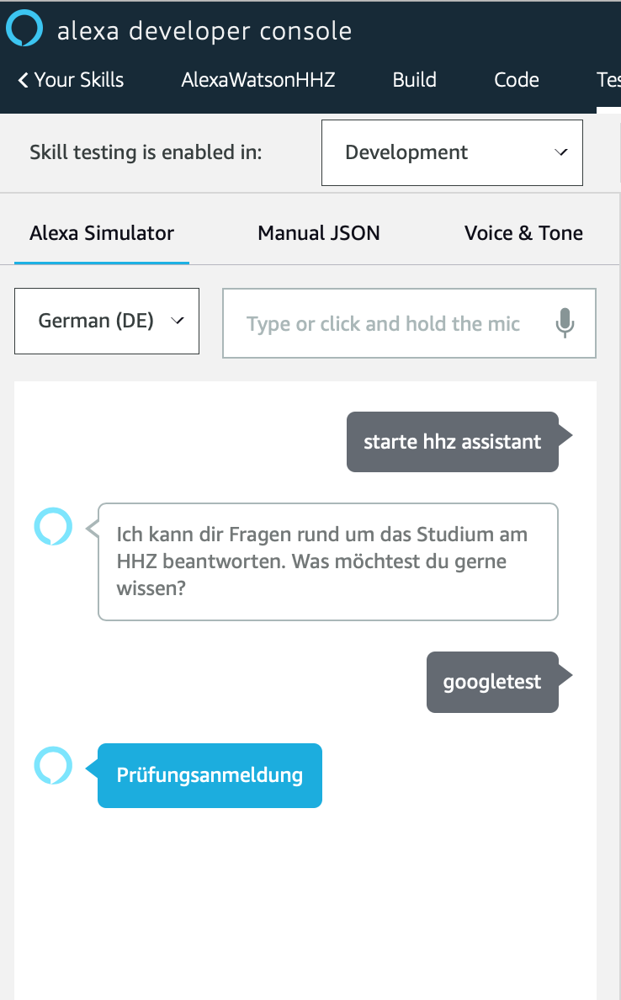 alexa developer console
Your Skills AlexaWatsonHHZ Build Code
Skill testing is enabled in: Development
Alexa Simulator Manual JSON Voice & Tone
German (DE) Type or click and hold the mic
starte hhz assistant
Ich kann dir Fragen rund um das Studium am
HHZ beantworten. Was möchtest du gerne
wissen?
googletest
Prüfungsanmeldung